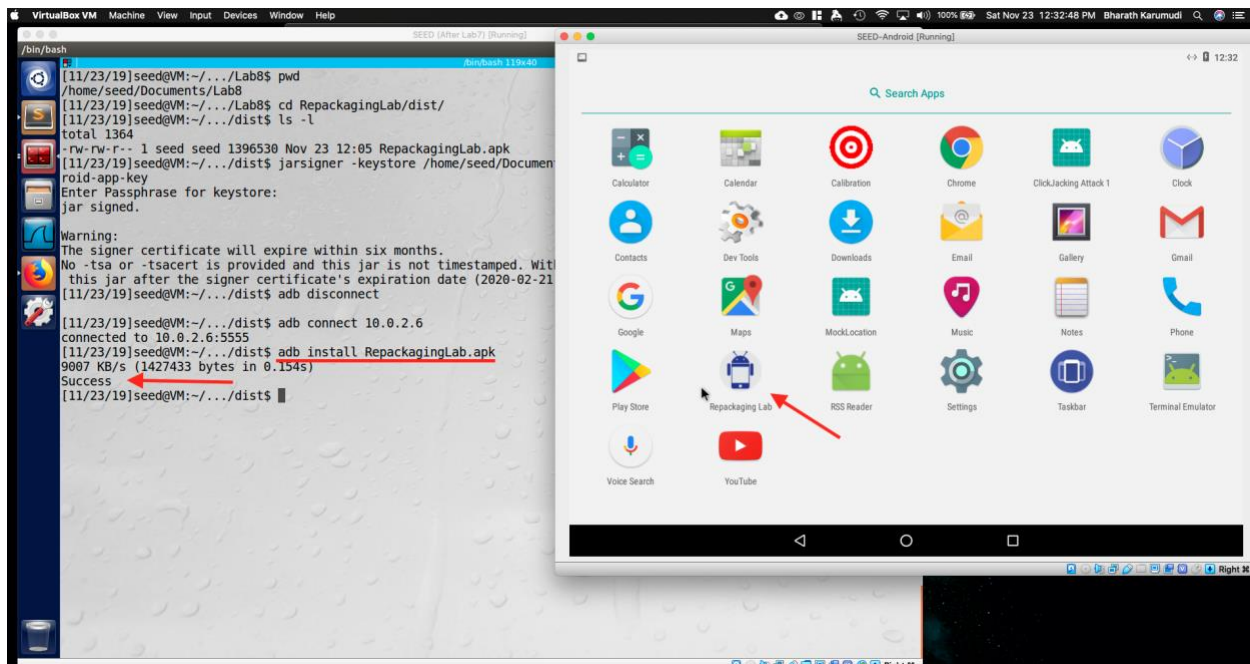 VirtualBox VM Machine View Input Devices Window Help
100% Sat Nov 23 12:32:48 PM Bharath Karumudi
SEED (After Lab7) [Running]
/bin/bash
/bin/bash 119x40
[11/23/19]seed@VM:~/.../Lab8$ pwd
/home/seed/Documents/Lab8
[11/23/19]seed@VM:~/.../Lab8$ cd RepackagingLab/dist/
[11/23/19]seed@VM:~/.../dist$ ls -l
total 1364
-rw-rw-r-- 1 seed seed 1396530 Nov 23 12:05 RepackagingLab.apk
[11/23/19]seed@VM:~/.../dist$ jarsigner -keystore /home/seed/Documen
roid-app-key
Enter Passphrase for keystore:
jar signed.
Warning:
The signer certificate will expire within six months.
No -tsa or -tsacert is provided and this jar is not timestamped. Wit
this jar after the signer certificate's expiration date (2020-02-21
[11/23/19]seed@VM:~/.../dist$ adb disconnect
[11/23/19]seed@VM:~/.../dist$ adb connect 10.0.2.6
connected to 10.0.2.6:5555
[11/23/19]seed@VM:~/.../dist$ adb install RepackagingLab.apk
9007 KB/s (1427433 bytes in 0.154s)
Success
[11/23/19]seed@VM:~/.../dist$
SEED-Android [Running]
12:32
Search Apps
Calculator Calendar Calibration Chrome ClickJacking Attack 1 Clock
Contacts Dev Tools Downloads Email Gallery Gmail
Google Maps MockLocation Music Notes Phone
Play Store Repackaging Lab RSS Reader Settings Taskbar Terminal Emulator
Voice Search YouTube
Right ⌘